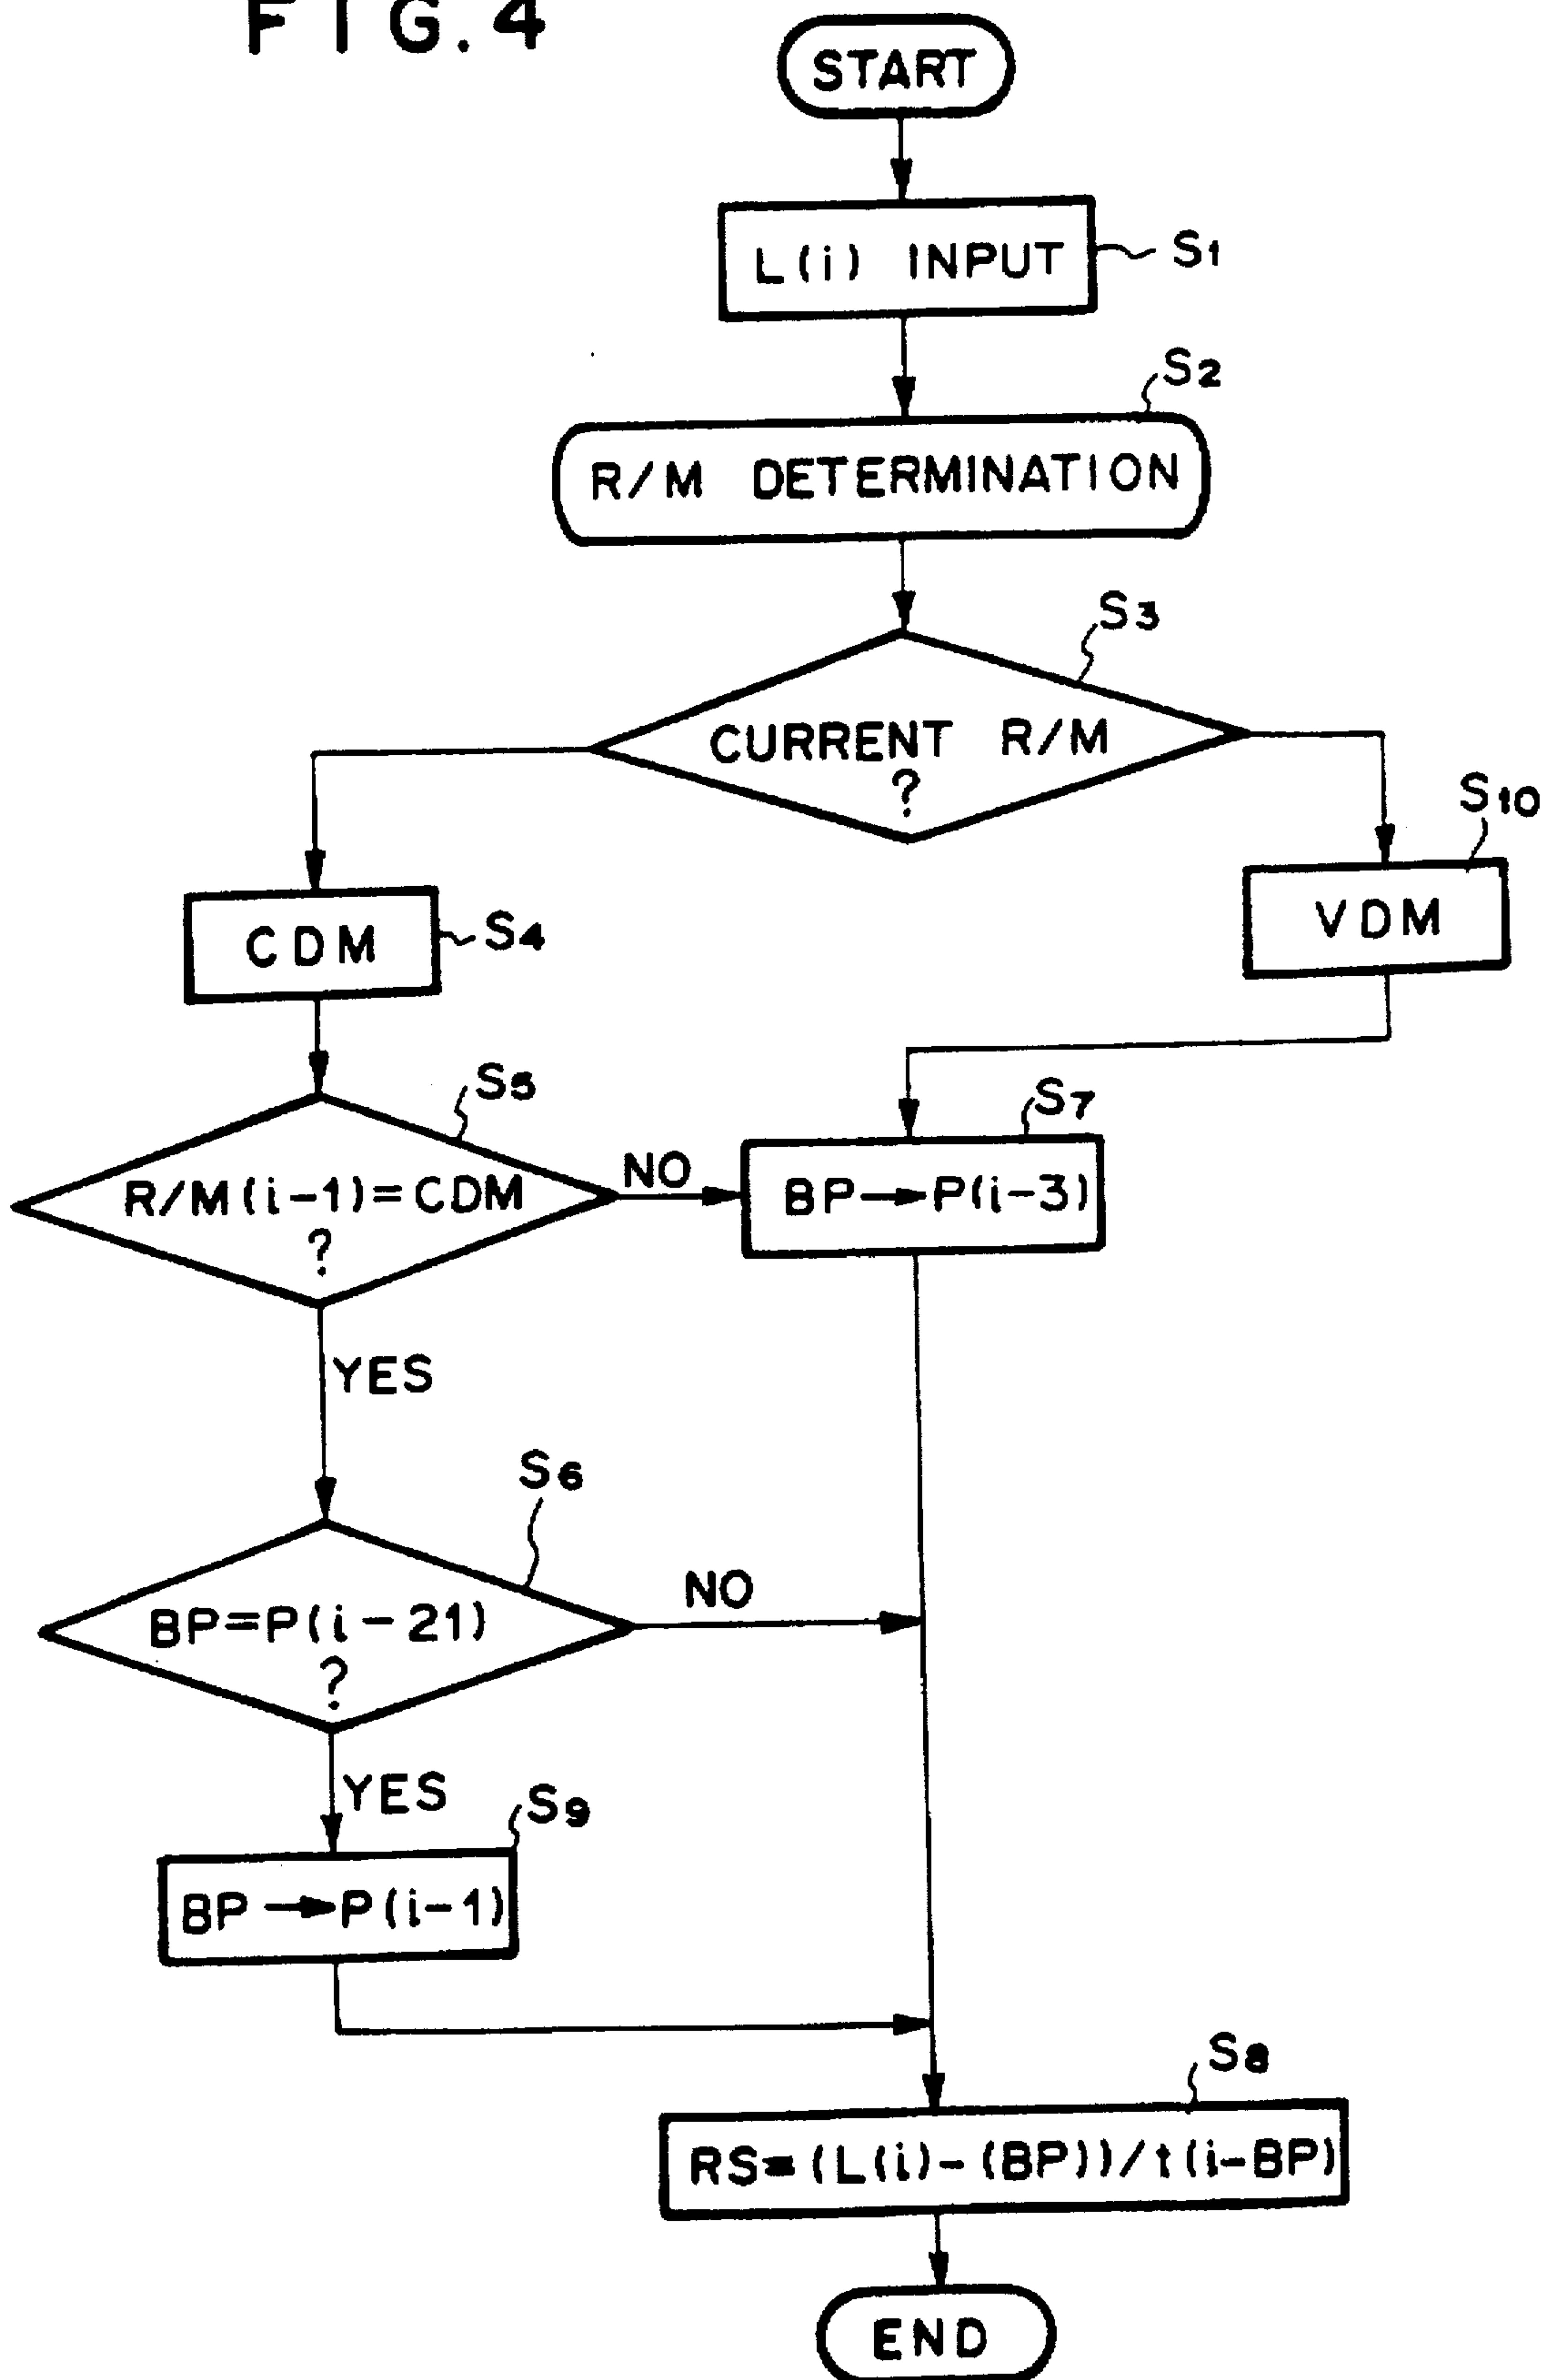 FIG.4
START
L(i) INPUT
S1
S2
R/M DETERMINATION
S3
CURRENT R/M
?
S10
CDM
S4
VDM
S5
S7
R/M(i-1)=CDM
?
NO
BP→P(i-3)
YES
S6
BP=P(i-21)
?
NO
YES
S9
BP→P(i-1)
S8
RS=(L(i)-(BP))/t(i-BP)
END